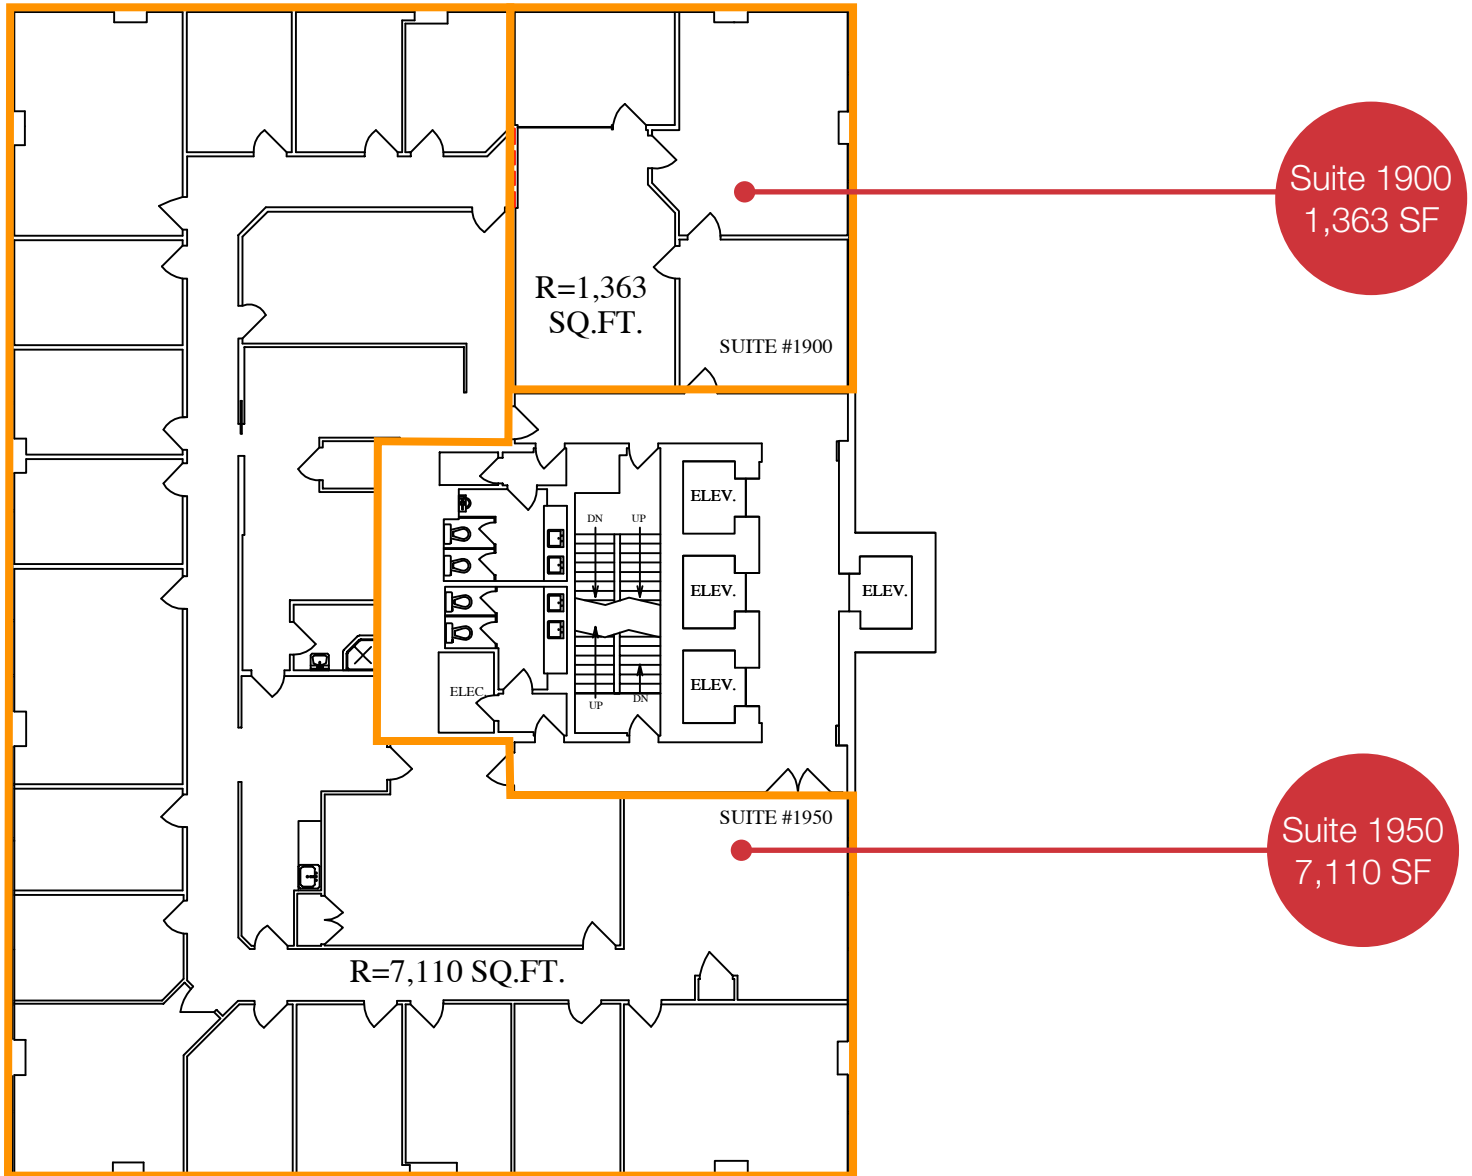 Suite 1900
1,363 SF
R=1,363
SQ.FT.
SUITE #1900
ELEV.
DN
UP
ELEV.
ELEV.
ELEV.
ELEC.
UP
DN
SUITE #1950
Suite 1950
7,110 SF
R=7,110 SQ.FT.